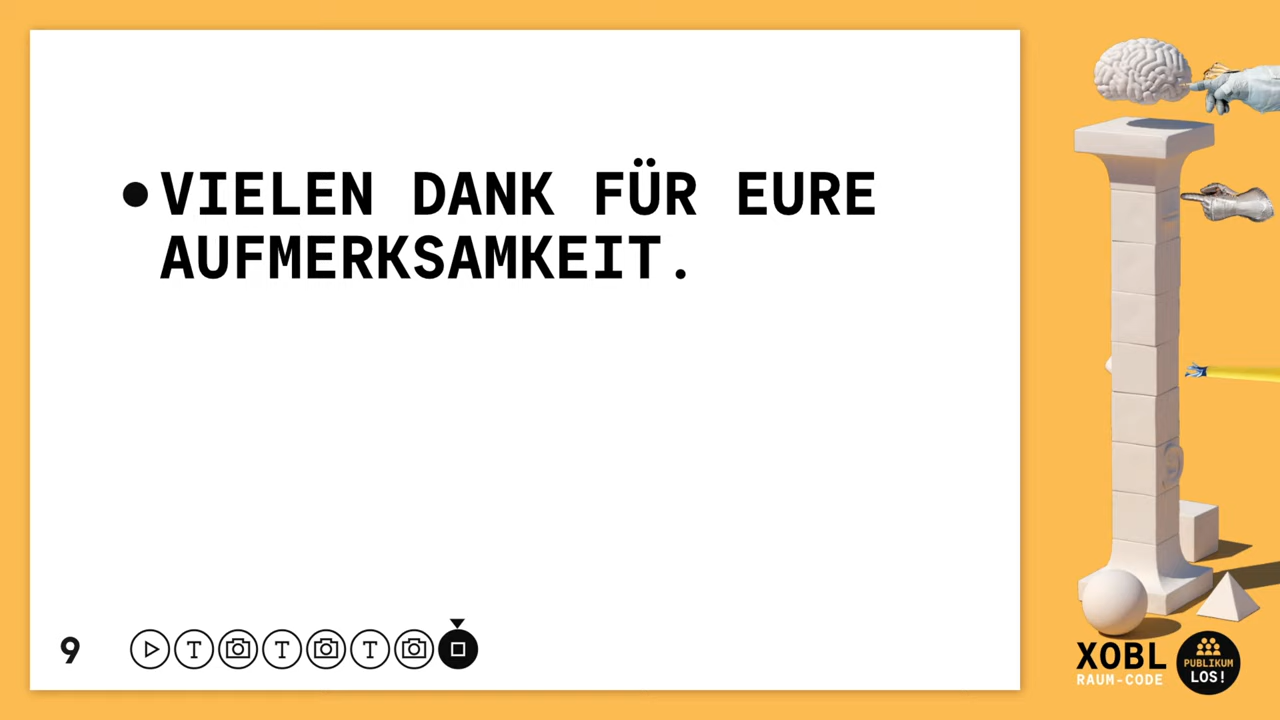 ● VIELEN DANK FÜR EURE
AUFMERKSAMKEIT.
9
T T T
XOBL
RAUM-CODE
PUBLIKUM
LOS!